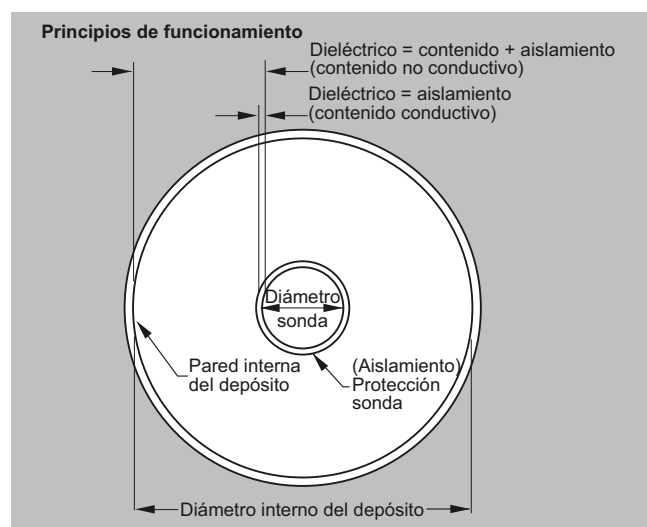 Principios de funcionamiento
Dieléctrico = contenido + aislamiento
(contenido no conductivo)
Dieléctrico = aislamiento
(contenido conductivo)
Diámetro
sonda
Pared interna
del depósito
(Aislamiento)
Protección
sonda
Diámetro interno del depósito